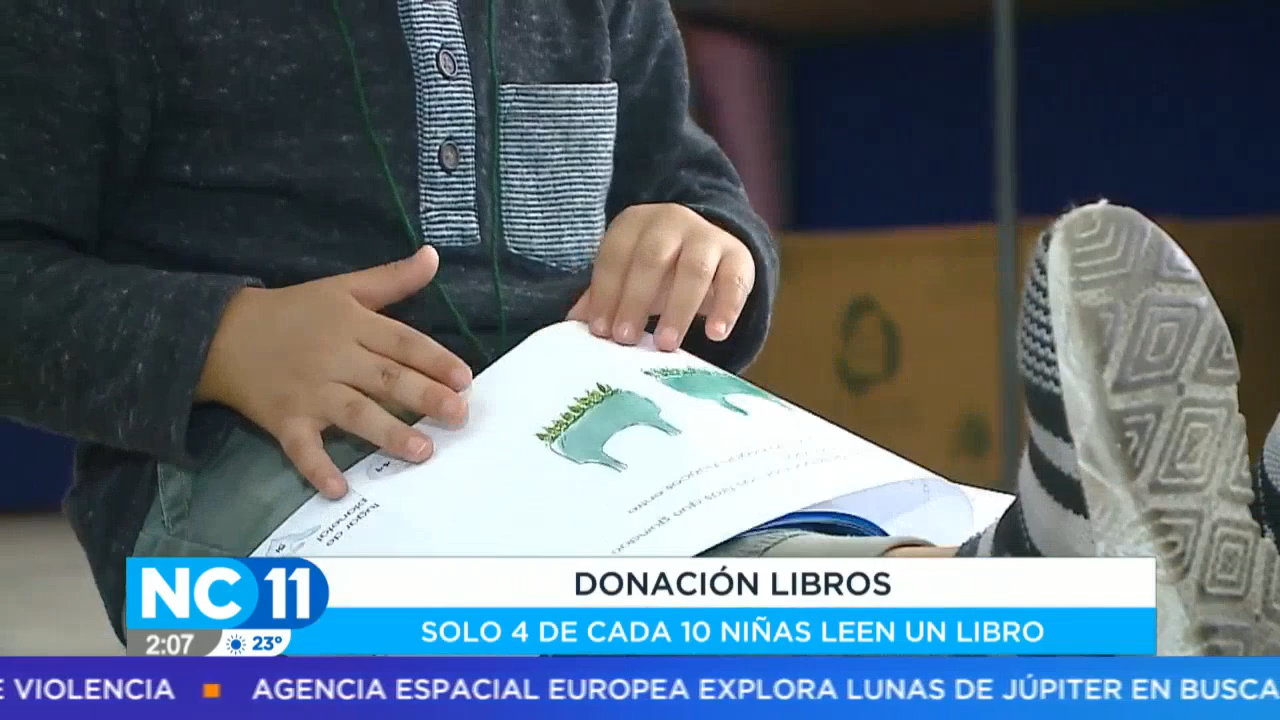 DONACIÓN LIBROS
NC 11
SOLO 4 DE CADA 10 NIÑAS LEEN UN LIBRO
2:07 23°
E VIOLENCIA ▪ AGENCIA ESPACIAL EUROPEA EXPLORA LUNAS DE JÚPITER EN BUSCA